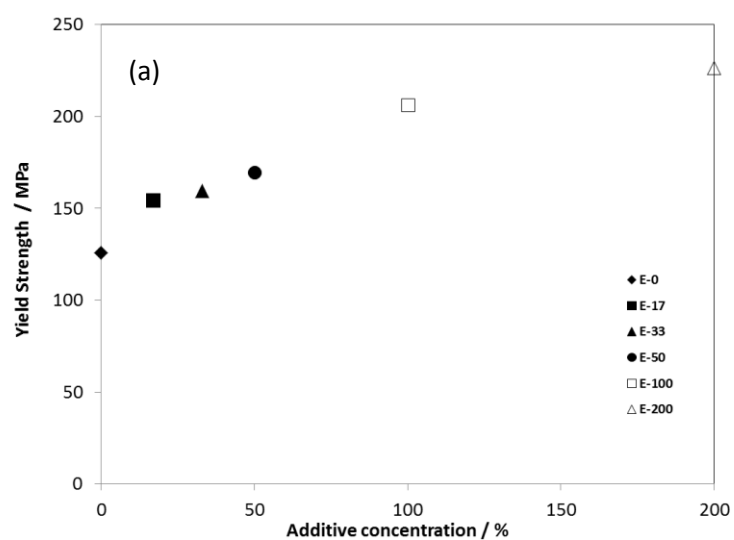 (a)
250
200
150
100
50
0
Yield Strength / MPa
0 50 100 150 200
Additive concentration / %
E-0
E-17
E-33
E-50
E-100
E-200